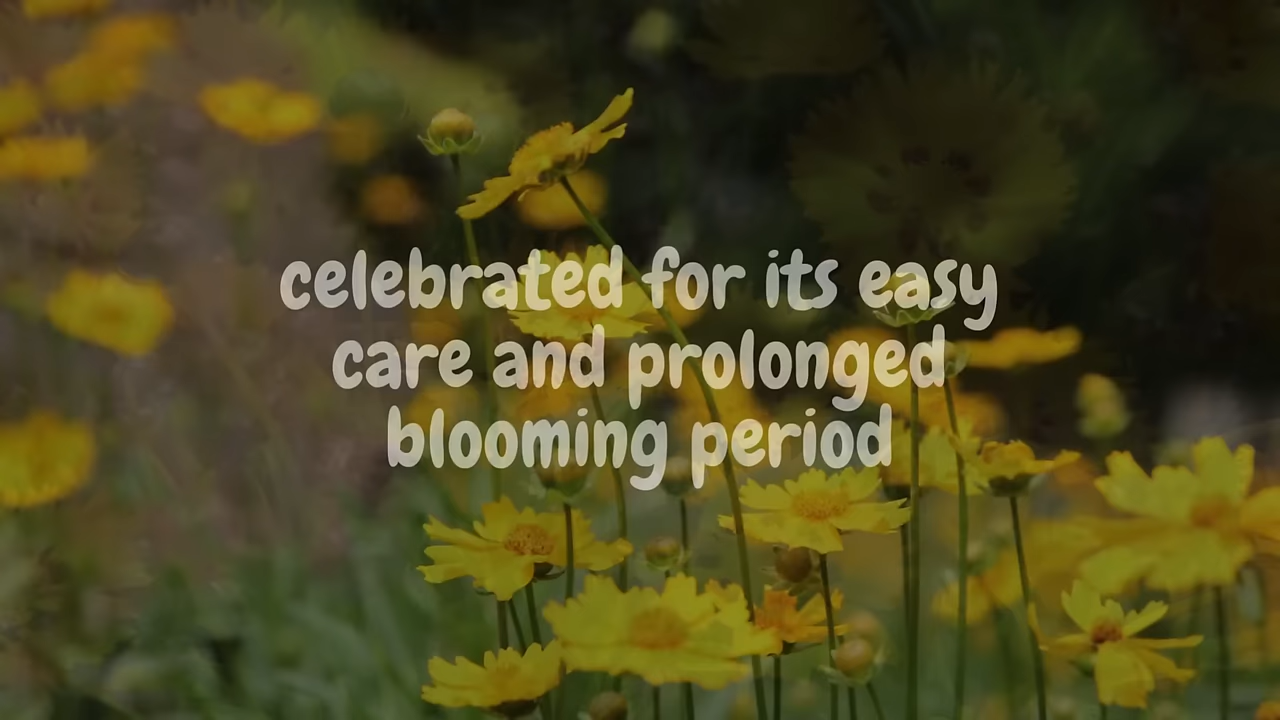 celebrated for its easy
care and prolonged
blooming period